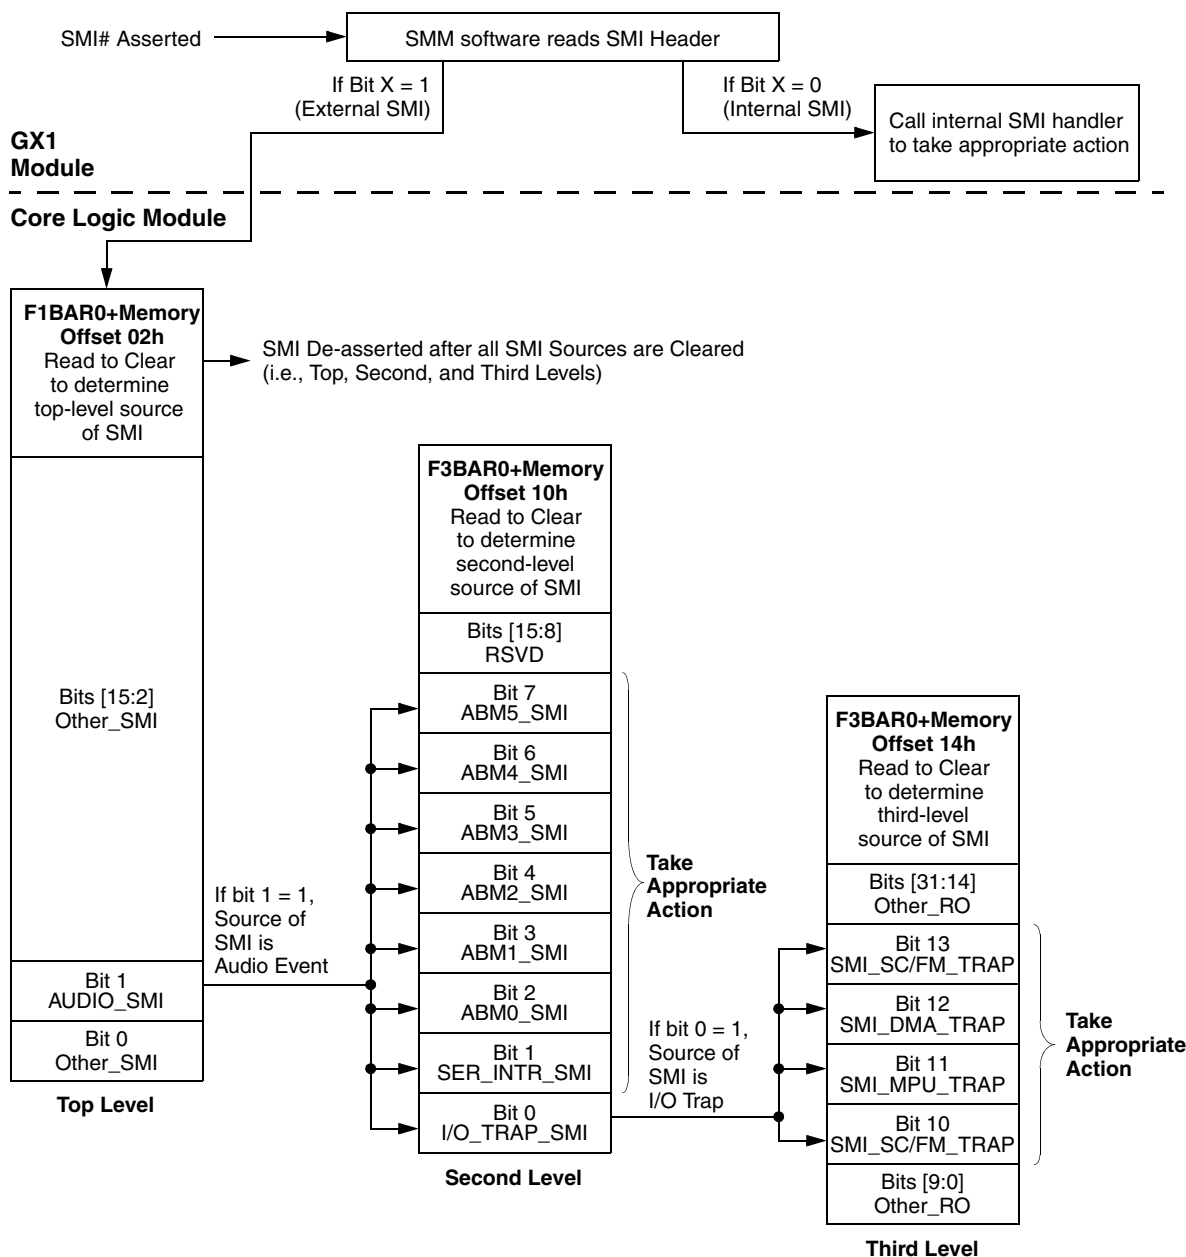 SMI# Asserted
SMM software reads SMI Header
If Bit X = 1
(External SMI)
If Bit X = 0
(Internal SMI)
Call internal SMI handler
to take appropriate action
GX1
Module
Core Logic Module
F1BAR0+Memory
Offset 02h
Read to Clear
to determine
top-level source
of SMI
SMI De-asserted after all SMI Sources are Cleared
(i.e., Top, Second, and Third Levels)
Bits [15:2]
Other_SMI
Bit 1
AUDIO_SMI
Bit 0
Other_SMI
Top Level
If bit 1 = 1,
Source of
SMI is
Audio Event
F3BAR0+Memory
Offset 10h
Read to Clear
to determine
second-level
source of SMI
Bits [15:8]
RSVD
Bit 7
ABM5_SMI
Bit 6
ABM4_SMI
Bit 5
ABM3_SMI
Bit 4
ABM2_SMI
Bit 3
ABM1_SMI
Bit 2
ABM0_SMI
Bit 1
SER_INTR_SMI
Bit 0
I/O_TRAP_SMI
Second Level
Take
Appropriate
Action
If bit 0 = 1,
Source of
SMI is
I/O Trap
F3BAR0+Memory
Offset 14h
Read to Clear
to determine
third-level
source of SMI
Bits [31:14]
Other_RO
Bit 13
SMI_SC/FM_TRAP
Bit 12
SMI_DMA_TRAP
Bit 11
SMI_MPU_TRAP
Bit 10
SMI_SC/FM_TRAP
Bits [9:0]
Other_RO
Third Level
Take
Appropriate
Action